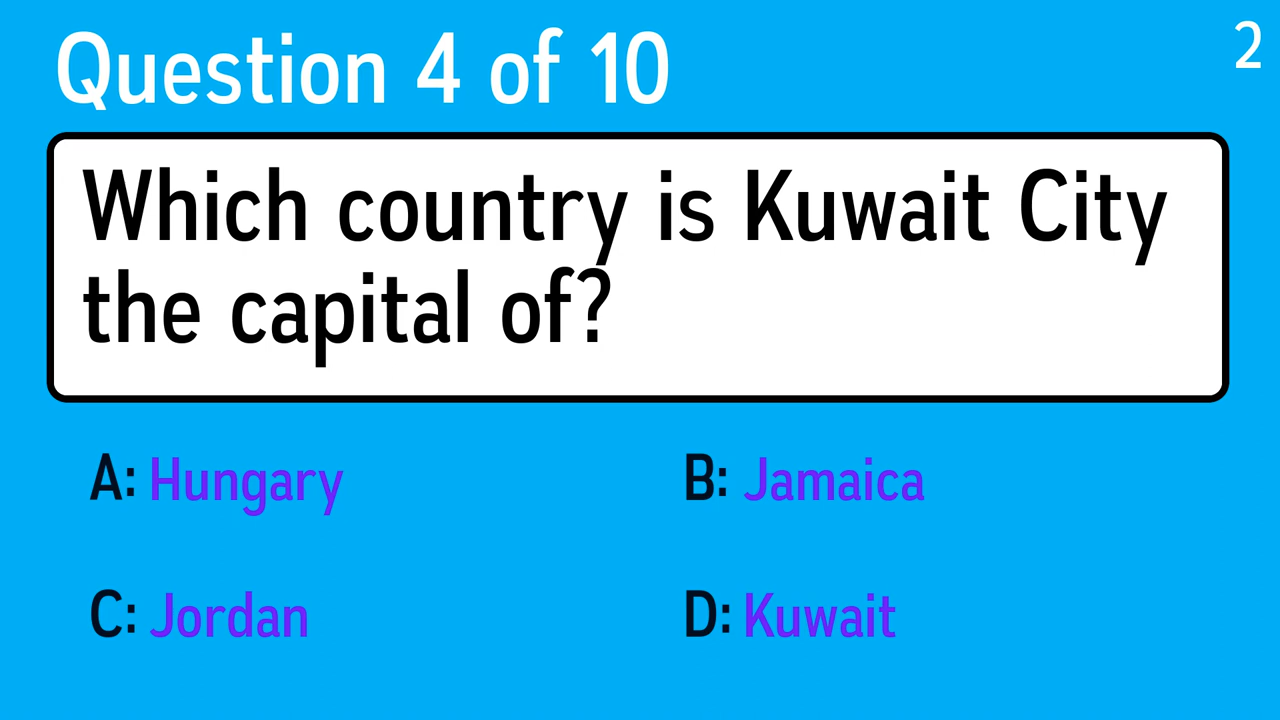 Question 4 of 10
2
Which country is Kuwait City
the capital of?
A: Hungary
B: Jamaica
C: Jordan
D: Kuwait